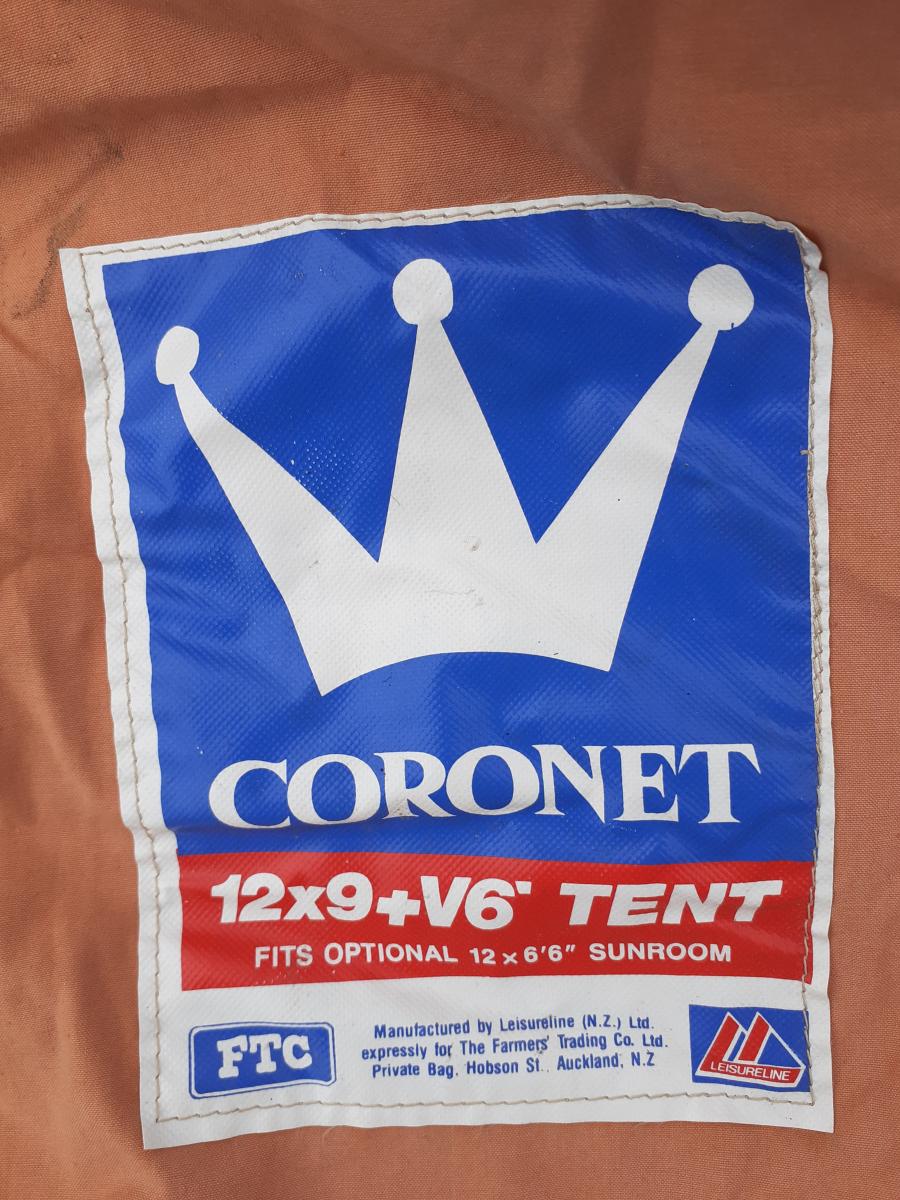 CORONET
12x9+V6' TENT
FITS OPTIONAL 12 x 6'6" SUNROOM
FTC
Manufactured by Leisureline (N.Z.) Ltd.
expressly for The Farmers' Trading Co. Ltd.
Private Bag, Hobson St., Auckland, N.Z
LEISURELINE